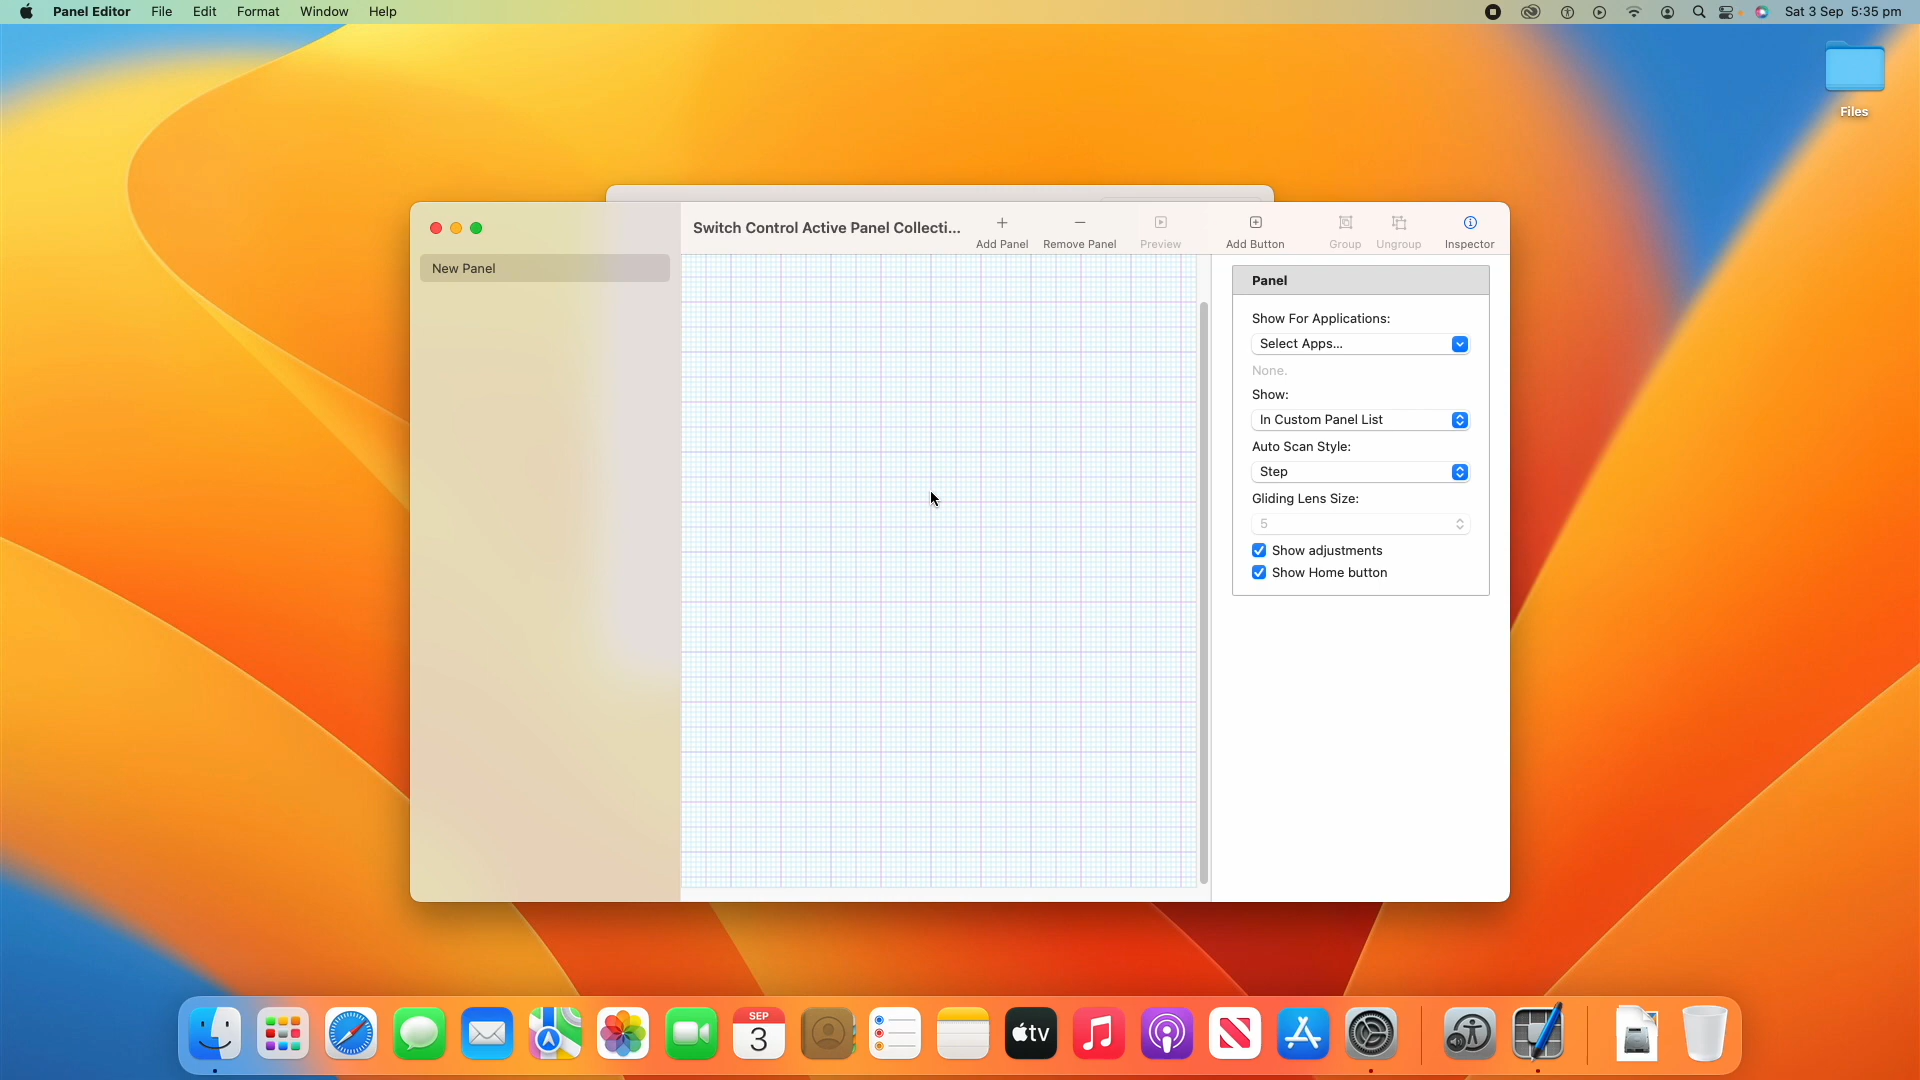 Panel Editor File Edit Format Window Help Sat 3 Sep 5:35 pm
Files
Switch Control Active Panel Collecti... Add Panel Remove Panel Preview Add Button Group Ungroup Inspector
New Panel
Panel
Show For Applications:
Select Apps...
None.
Show:
In Custom Panel List
Auto Scan Style:
Step
Gliding Lens Size:
5
Show adjustments
Show Home button
SEP
3
tv